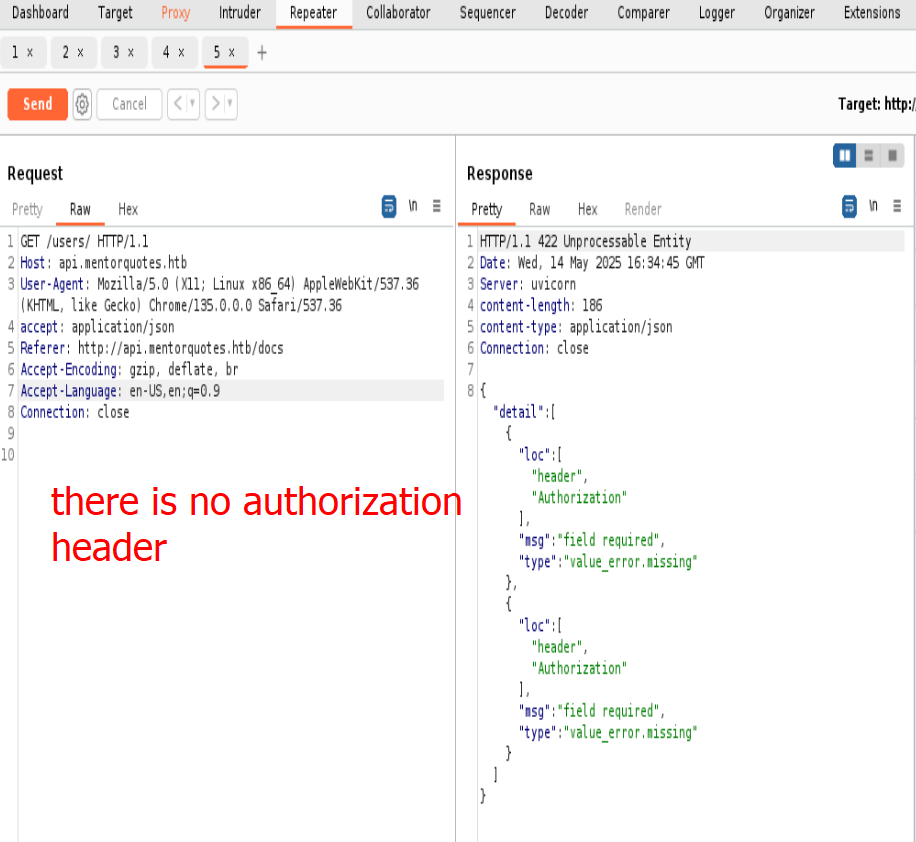 Dashboard Target Proxy Intruder Repeater Collaborator Sequencer Decoder Comparer Logger Organizer Extensions
1 × 2 × 3 × 4 × 5 × +
Send Cancel < > Target: http:/
Request
Pretty Raw Hex \n
1 GET /users/ HTTP/1.1
2 Host: api.mentorquotes.htb
3 User-Agent: Mozilla/5.0 (X11; Linux x86_64) AppleWebKit/537.36
(KHTML, like Gecko) Chrome/135.0.0.0 Safari/537.36
4 accept: application/json
5 Referer: http://api.mentorquotes.htb/docs
6 Accept-Encoding: gzip, deflate, br
7 Accept-Language: en-US,en;q=0.9
8 Connection: close
9
10
there is no authorization
header
Response
Pretty Raw Hex Render \n
1 HTTP/1.1 422 Unprocessable Entity
2 Date: Wed, 14 May 2025 16:34:45 GMT
3 Server: uvicorn
4 content-length: 186
5 content-type: application/json
6 Connection: close
7
8 {
"detail":[
{
"loc":[
"header",
"Authorization"
],
"msg":"field required",
"type":"value_error.missing"
},
{
"loc":[
"header",
"Authorization"
],
"msg":"field required",
"type":"value_error.missing"
}
]
}